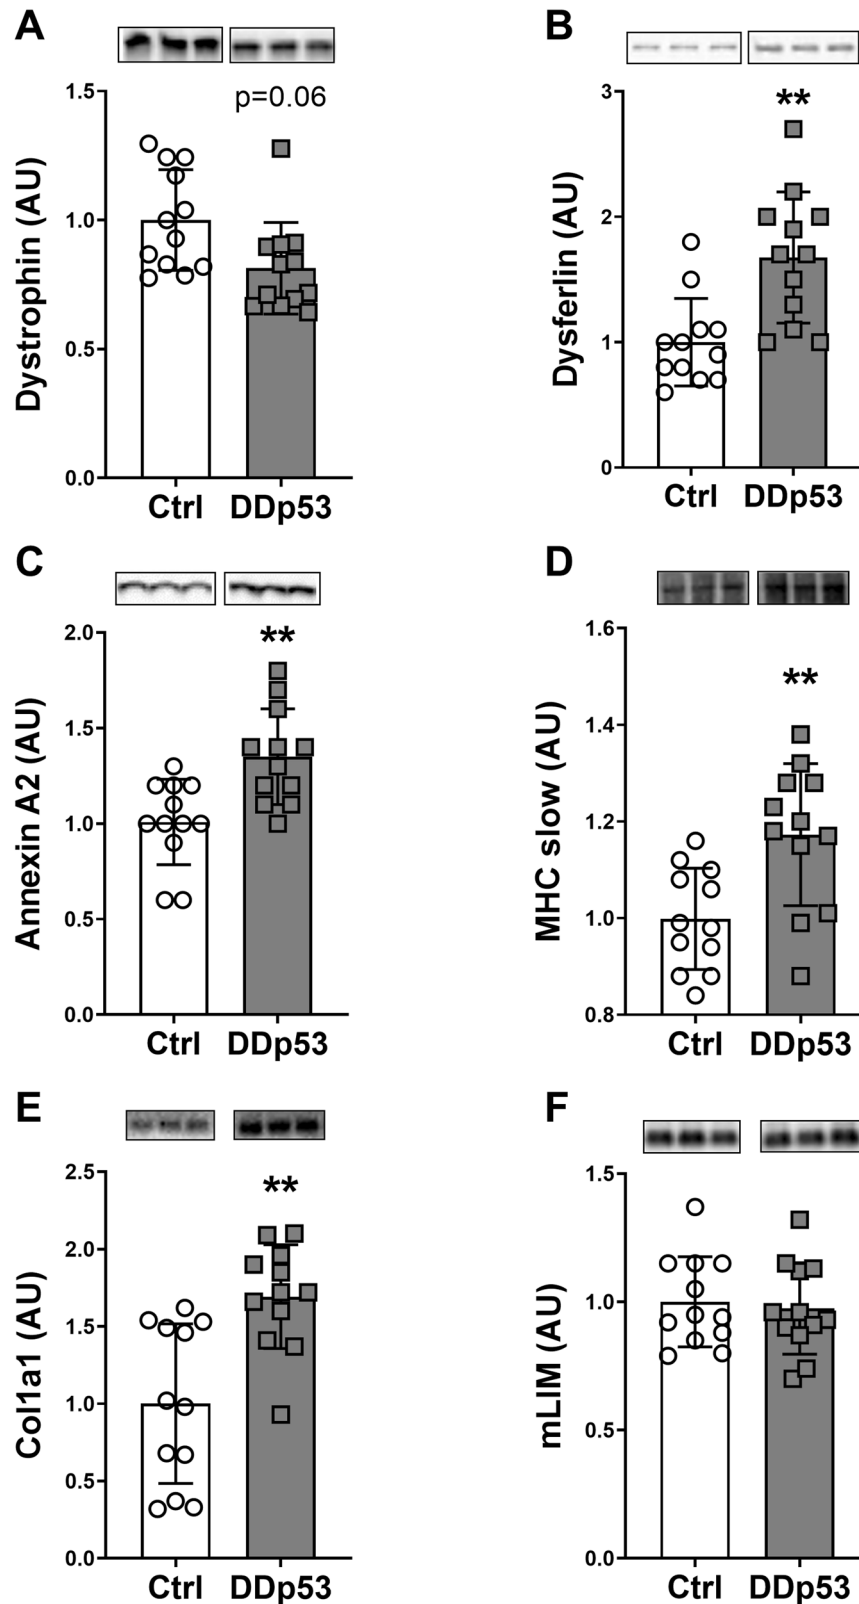 A
p=0.06
Dystrophin (AU)
1.5
1.0
0.5
0.0
Ctrl DDp53
B
**
Dysferlin (AU)
3
2
1
0
Ctrl DDp53
C
**
Annexin A2 (AU)
2.0
1.5
1.0
0.5
0.0
Ctrl DDp53
D
**
MHC slow (AU)
1.6
1.4
1.2
1.0
0.8
Ctrl DDp53
E
**
Col1a1 (AU)
2.5
2.0
1.5
1.0
0.5
0.0
Ctrl DDp53
F
mLIM (AU)
1.5
1.0
0.5
0.0
Ctrl DDp53